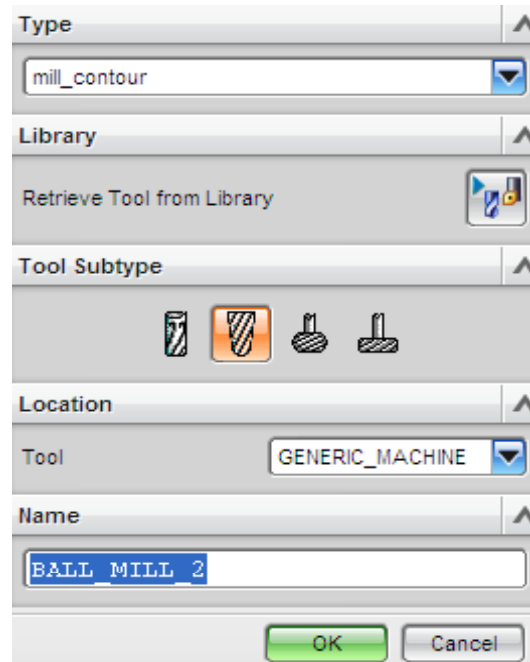 Type
mill_contour
Library
Retrieve Tool from Library
Tool Subtype
Location
Tool GENERIC_MACHINE
Name
BALL_MILL_2
OK Cancel